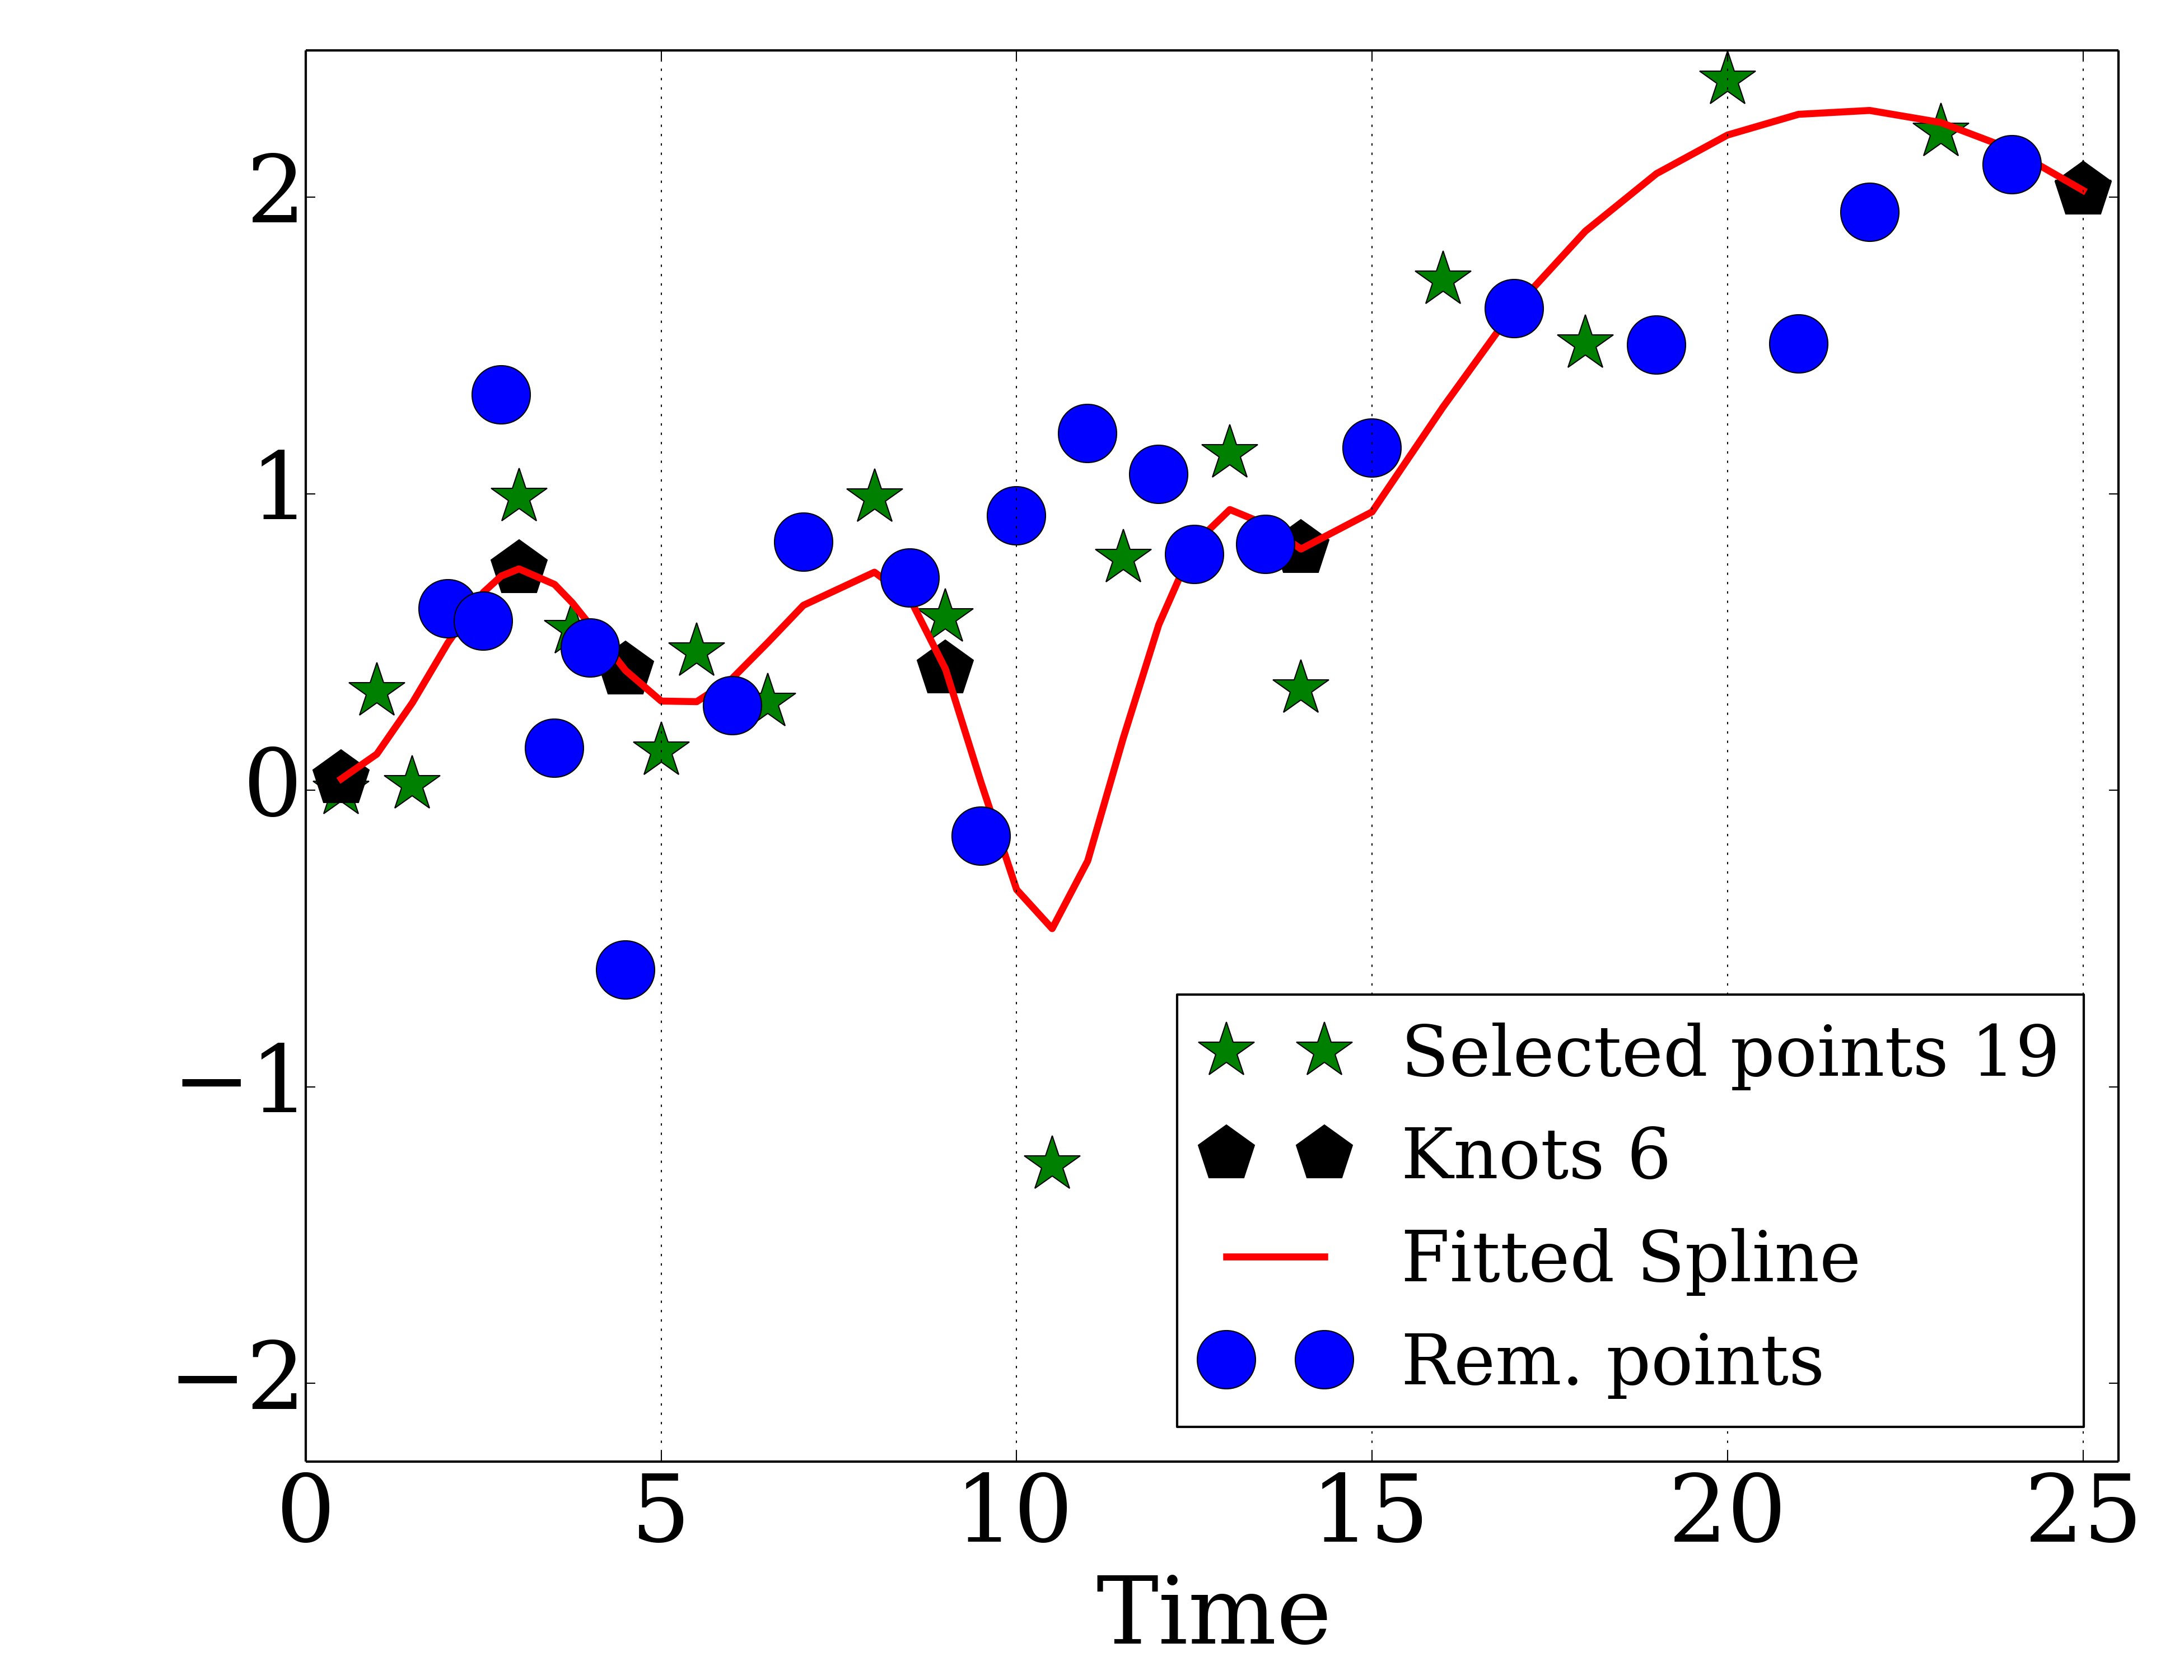 2
1
0
−1
−2
Selected points 19
Knots 6
Fitted Spline
Rem. points
0 5 10 15 20 25
Time